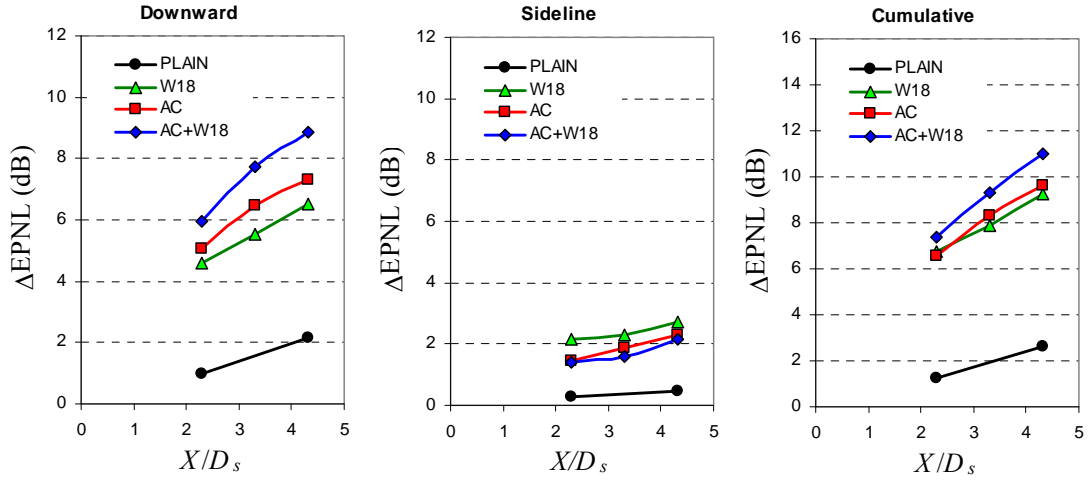 Downward
12
10
8
6
4
2
0
ΔEPNL (dB)
PLAIN
W18
AC
AC+W18
0 1 2 3 4 5
X/Ds
Sideline
12
10
8
6
4
2
0
ΔEPNL (dB)
PLAIN
W18
AC
AC+W18
0 1 2 3 4 5
X/Ds
Cumulative
16
14
12
10
8
6
4
2
0
ΔEPNL (dB)
PLAIN
W18
AC
AC+W18
0 1 2 3 4 5
X/Ds